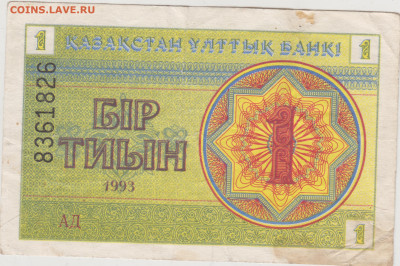 COINS.LAVE.RU
1 ҚАЗАҚСТАН ҰЛТТЫҚ БАНКІ 1
8361826
БІР
ТИЫН
1
1993
АД
1